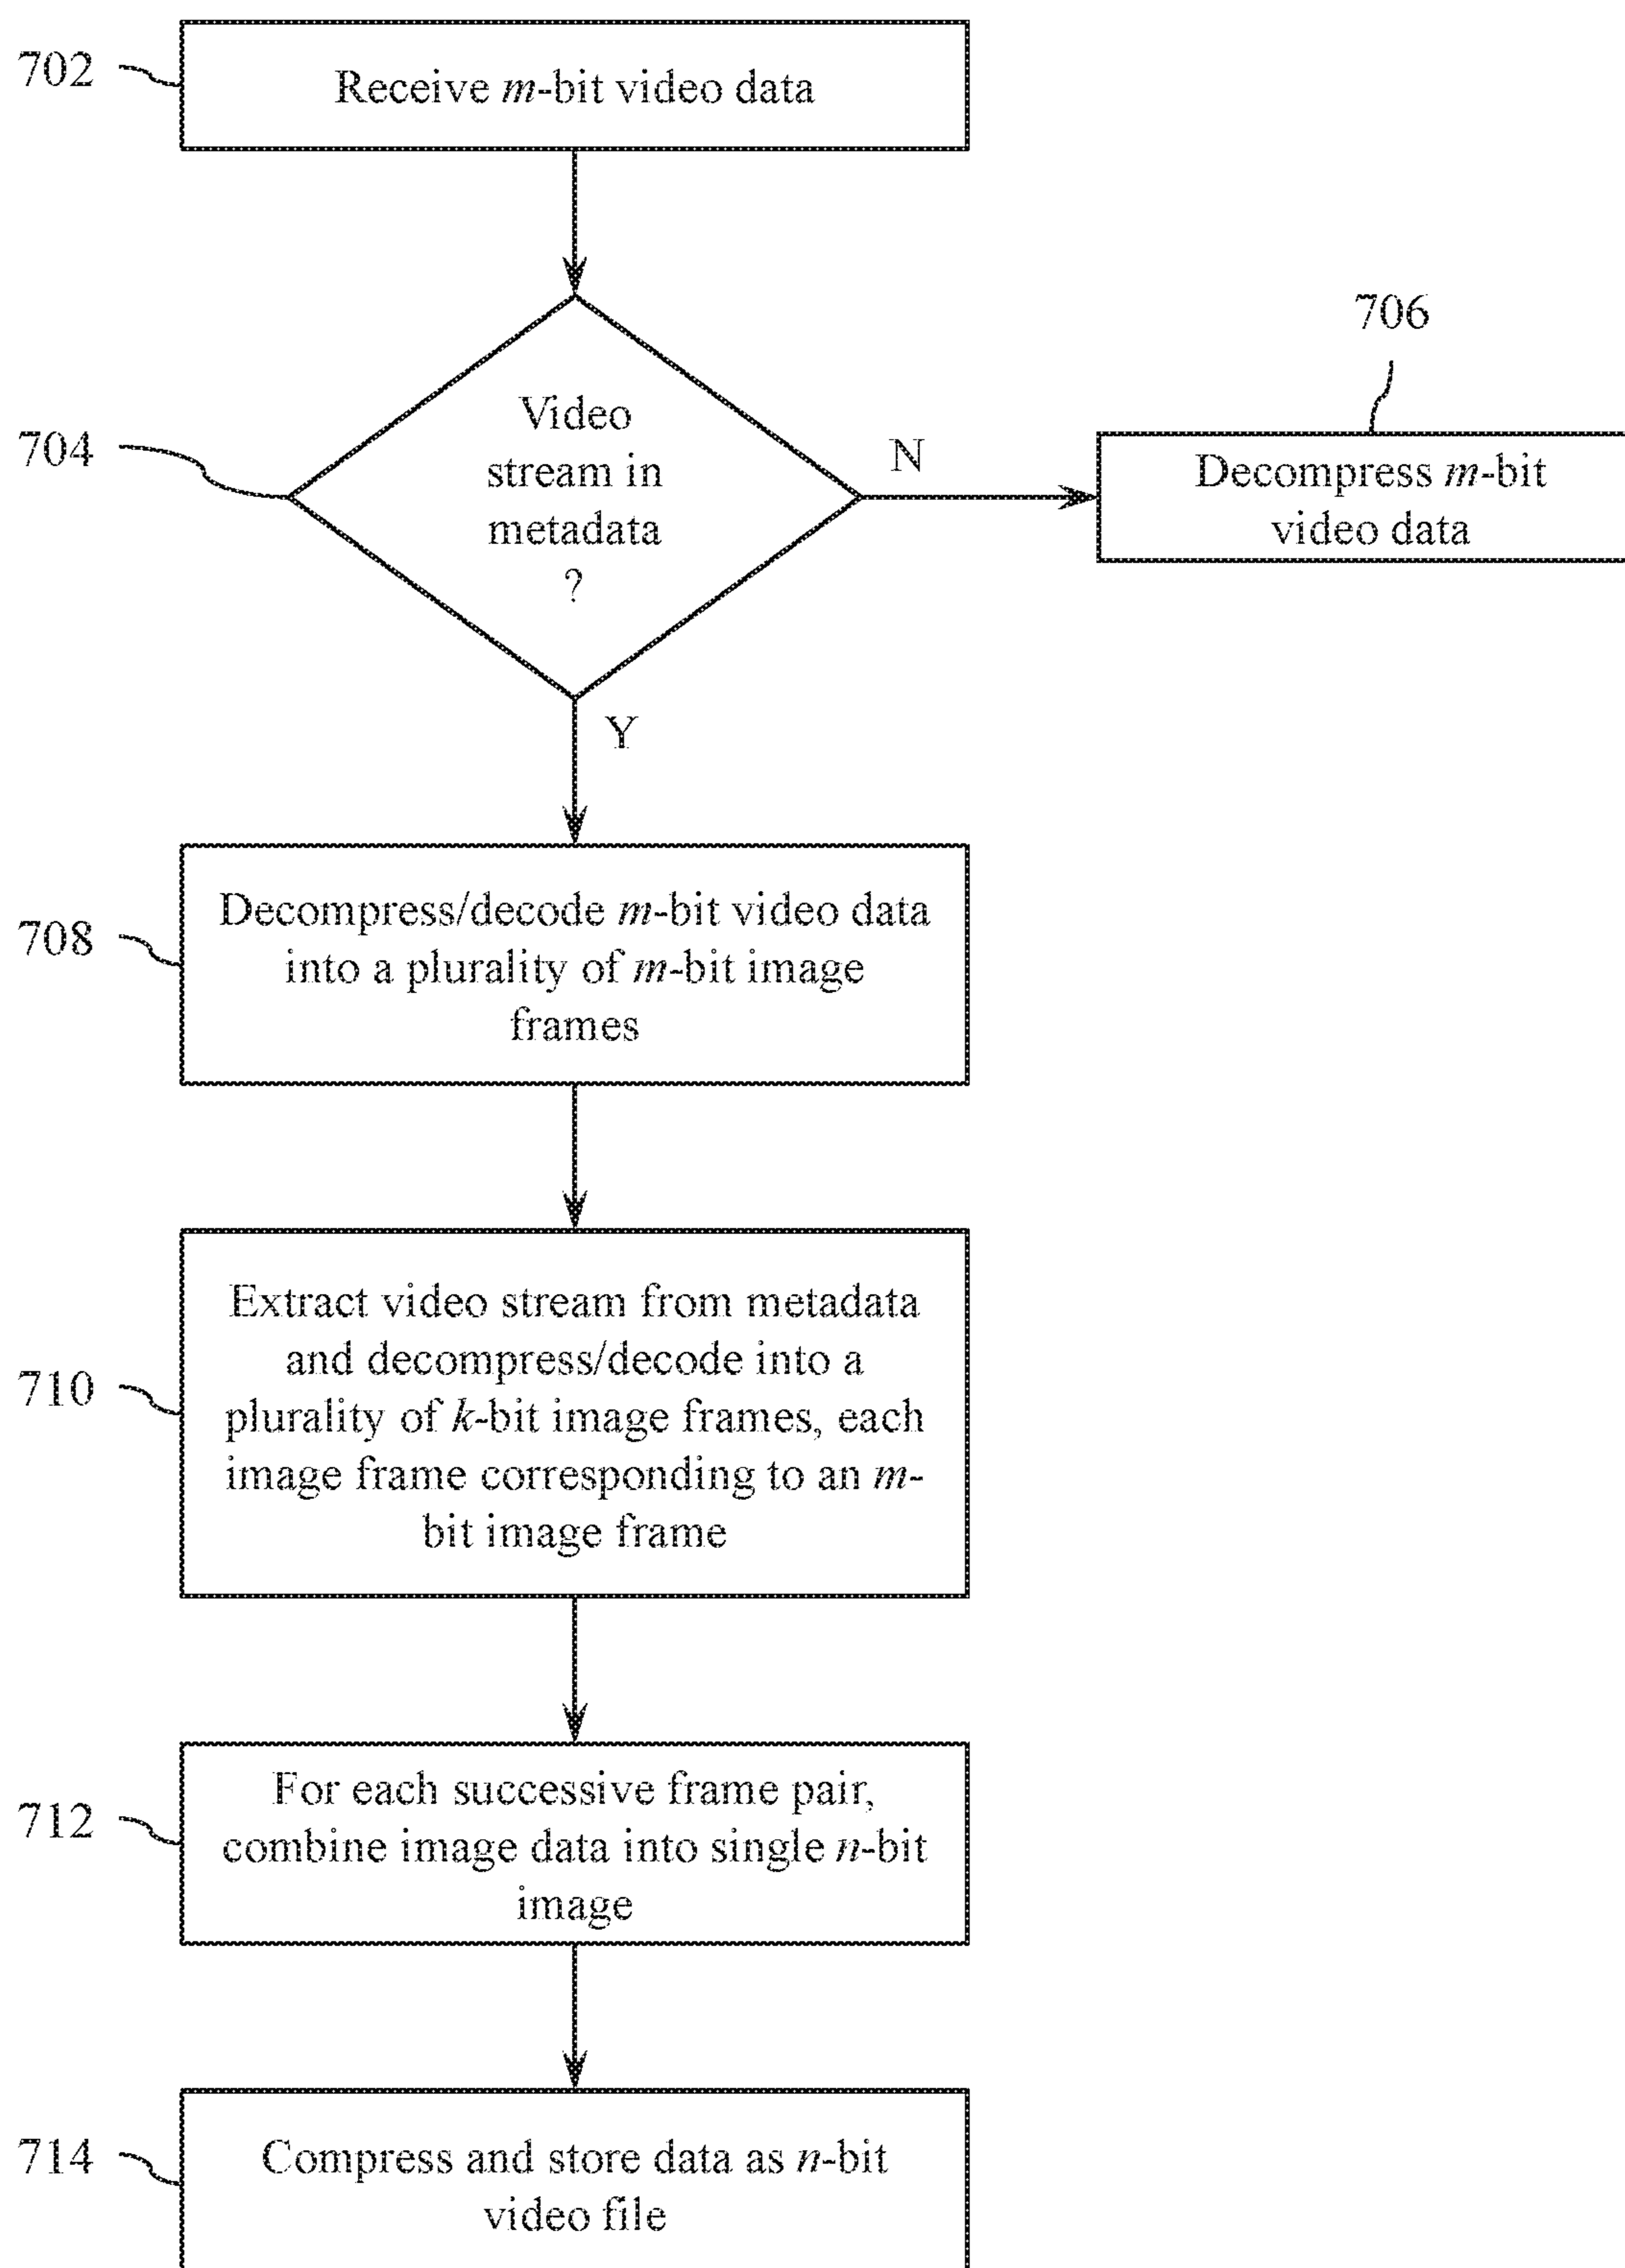 702
Receive m-bit video data
706
704
Video
stream in
metadata
?
N
Decompress m-bit
video data
Y
708
Decompress/decode m-bit video data
into a plurality of m-bit image
frames
710
Extract video stream from metadata
and decompress/decode into a
plurality of k-bit image frames, each
image frame corresponding to an m-
bit image frame
712
For each successive frame pair,
combine image data into single n-bit
image
714
Compress and store data as n-bit
video file